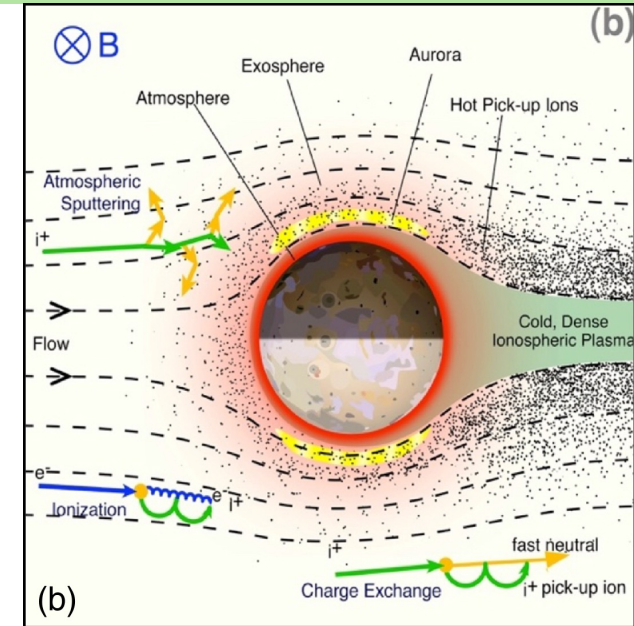 (b)
⊗ B
Aurora
Exosphere
Atmosphere
Hot Pick-up Ions
Atmospheric
Sputtering
i+
Flow
Cold, Dense
Ionospheric Plasma
e-
e-
i+
Ionization
i+
fast neutral
Charge Exchange
i+ pick-up ion
(b)